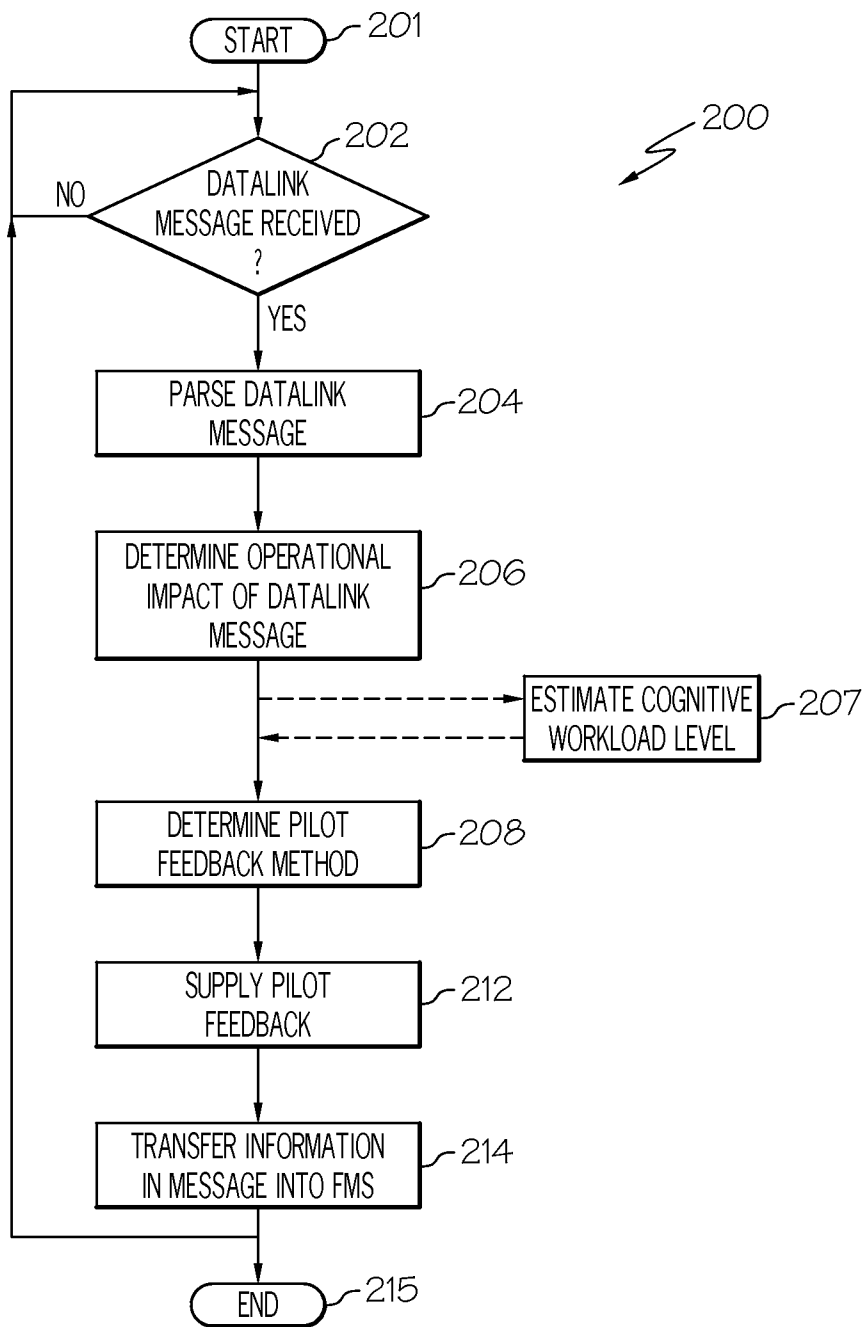 START
201
200
202
DATALINK
MESSAGE RECEIVED
?
NO
YES
PARSE DATALINK
MESSAGE
204
DETERMINE OPERATIONAL
IMPACT OF DATALINK
MESSAGE
206
ESTIMATE COGNITIVE
WORKLOAD LEVEL
207
DETERMINE PILOT
FEEDBACK METHOD
208
SUPPLY PILOT
FEEDBACK
212
TRANSFER INFORMATION
IN MESSAGE INTO FMS
214
END
215